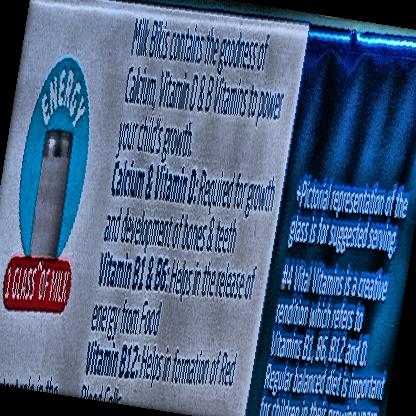 ENERGY
1 GLASS OF MILK
Milk Bikis contains the goodness of
Calcium, Vitamin D & B Vitamins to power
your child's growth
Calcium & Vitamin D: Required for growth
and development of bones & teeth
Vitamin B1 & B6: Helps in the release of
energy from Food
Vitamin B12: Helps in formation of Red
Blood Cells
in the
Pictorial representation of the
glass is for suggested serving.
#4 Vital Vitamins is a creative
rendition which refers to
Vitamins B1, B6, B12 and D.
Regular balanced diet is important
for children in their growing years